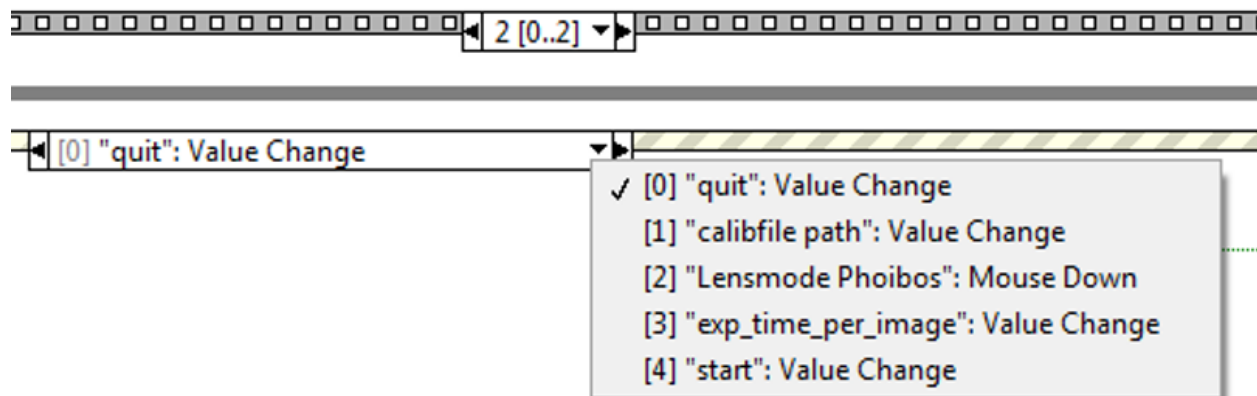 2 [0..2]
[0] "quit": Value Change
[0] "quit": Value Change
[1] "calibfile path": Value Change
[2] "Lensmode Phoibos": Mouse Down
[3] "exp_time_per_image": Value Change
[4] "start": Value Change